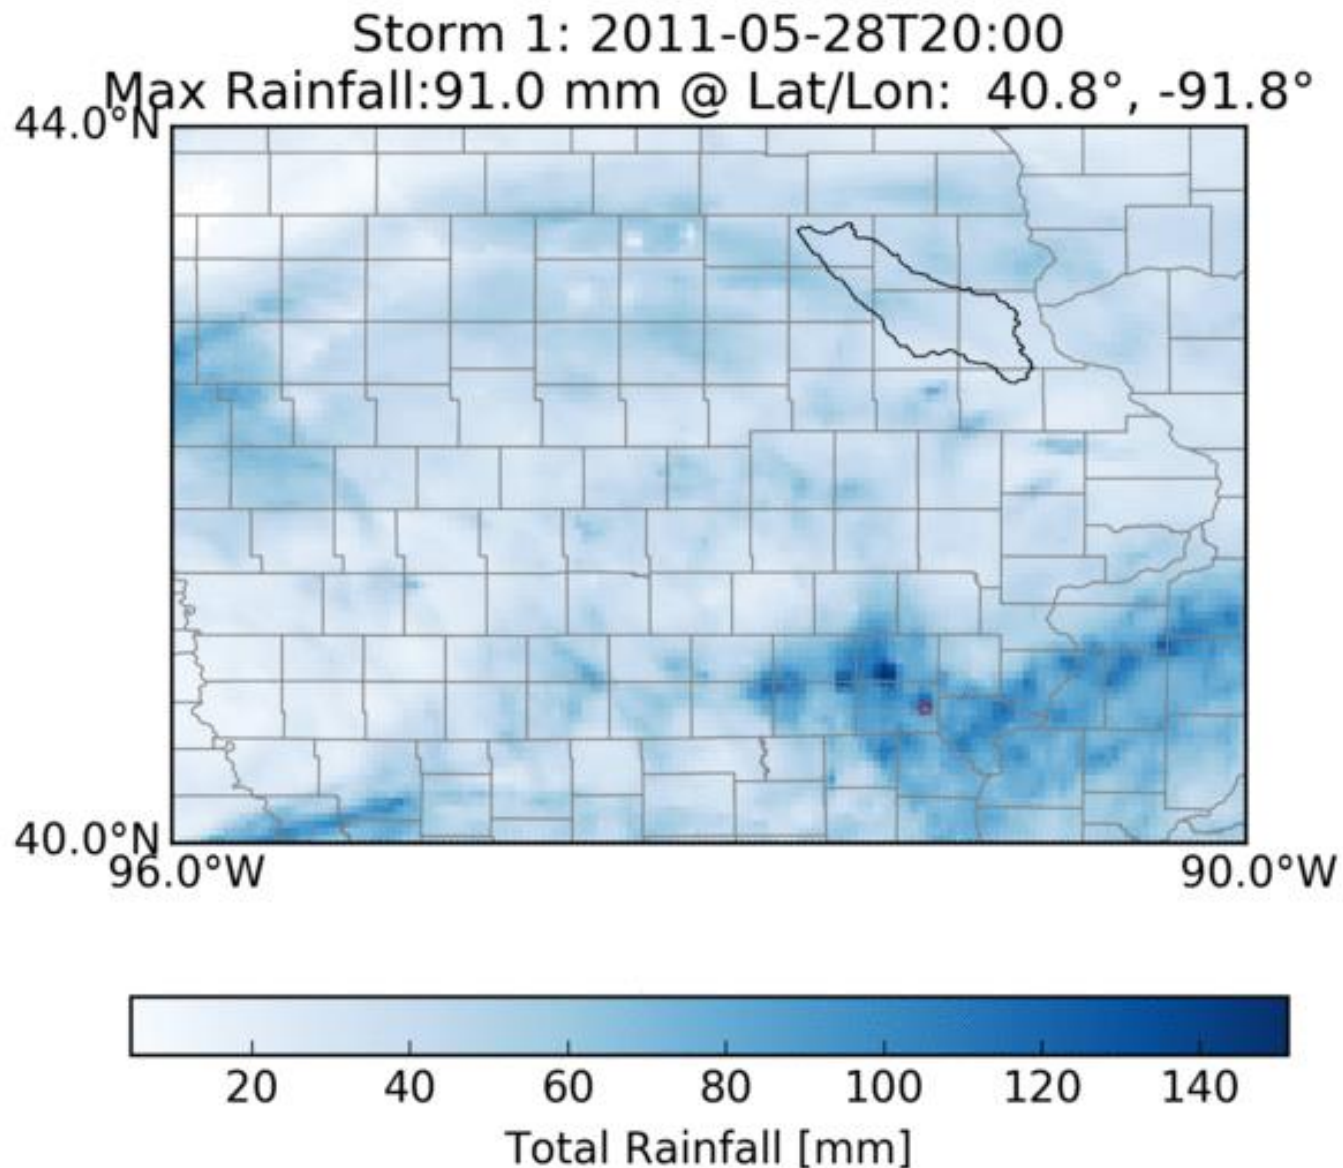 Storm 1: 2011-05-28T20:00
Max Rainfall:91.0 mm @ Lat/Lon:  40.8°, -91.8°
44.0°N
40.0°N
96.0°W 90.0°W
20 40 60 80 100 120 140
Total Rainfall [mm]